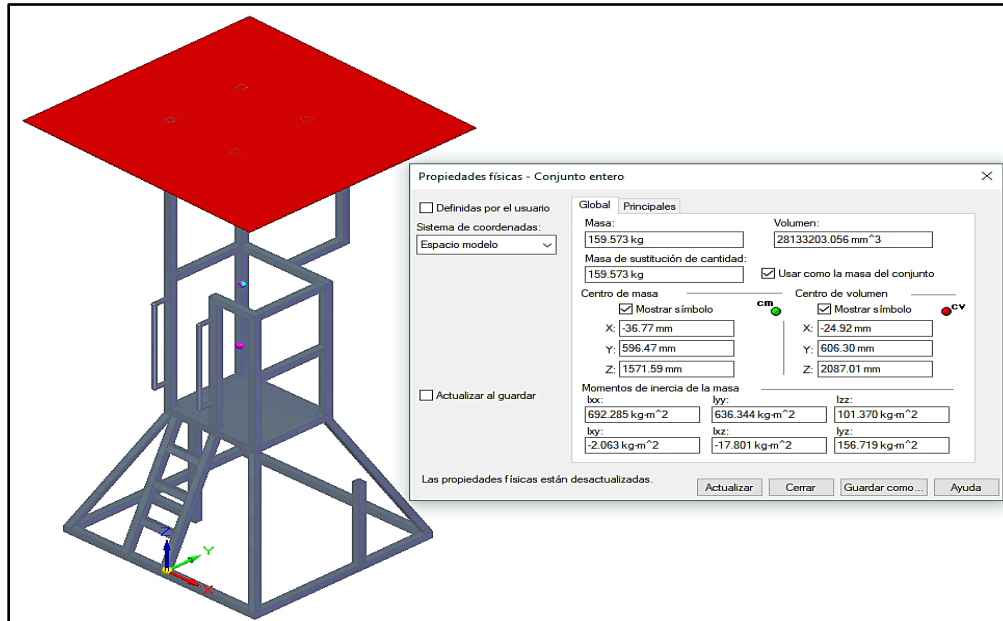 Propiedades físicas - Conjunto entero
Definidas por el usuario
Sistema de coordenadas:
Espacio modelo
Actualizar al guardar
Global Principales
Masa: Volumen:
159.573 kg 28133203.056 mm^3
Masa de sustitución de cantidad:
159.573 kg Usar como la masa del conjunto
Centro de masa Centro de volumen
Mostrar símbolo cm Mostrar símbolo cv
X: -36.77 mm X: -24.92 mm
Y: 596.47 mm Y: 606.30 mm
Z: 1571.59 mm Z: 2087.01 mm
Momentos de inercia de la masa
Ixx: Iyy: Izz:
692.285 kg-m^2 636.344 kg-m^2 101.370 kg-m^2
Ixy: Ixz: Iyz:
-2.063 kg-m^2 -17.801 kg-m^2 156.719 kg-m^2
Las propiedades físicas están desactualizadas.
Actualizar Cerrar Guardar como... Ayuda
Z
Y
X